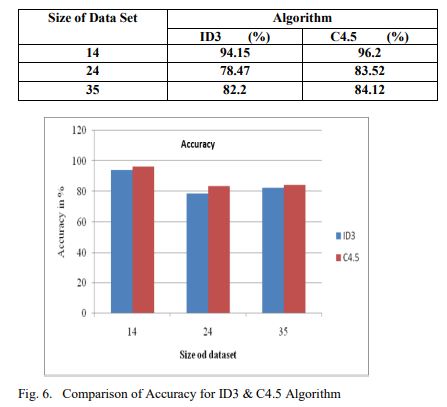 Size of Data Set Algorithm
ID3 (%) C4.5 (%)
14 94.15 96.2
24 78.47 83.52
35 82.2 84.12
Accuracy
120
100
80
60
40
20
0
Accuracy in %
14 24 35
Size od dataset
ID3
C4.5
Fig. 6. Comparison of Accuracy for ID3 & C4.5 Algorithm